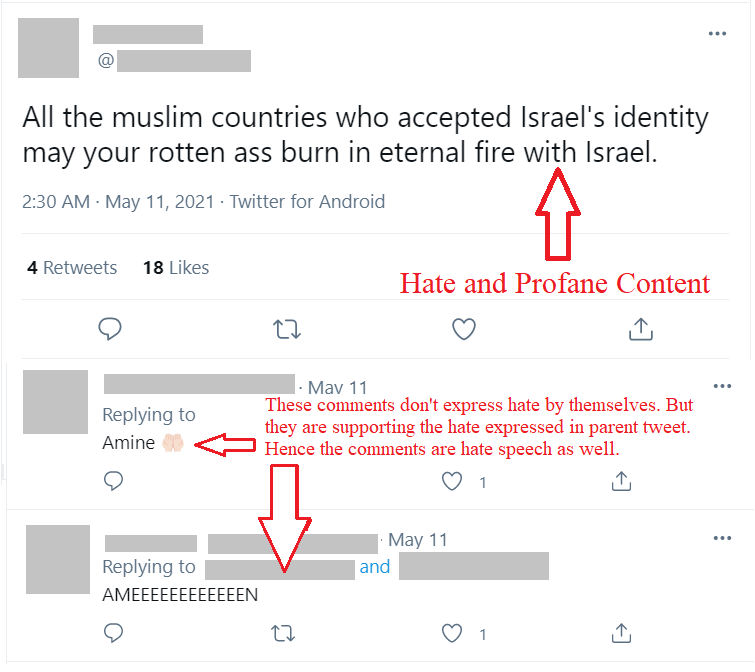 @
All the muslim countries who accepted Israel's identity
may your rotten ass burn in eternal fire with Israel.
2:30 AM · May 11, 2021 · Twitter for Android
4 Retweets 18 Likes
Hate and Profane Content
· May 11
Replying to
Amine 🤲🏻
These comments don't express hate by themselves. But
they are supporting the hate expressed in parent tweet.
Hence the comments are hate speech as well.
1
· May 11
Replying to and
AMEEEEEEEEEEEEN
1